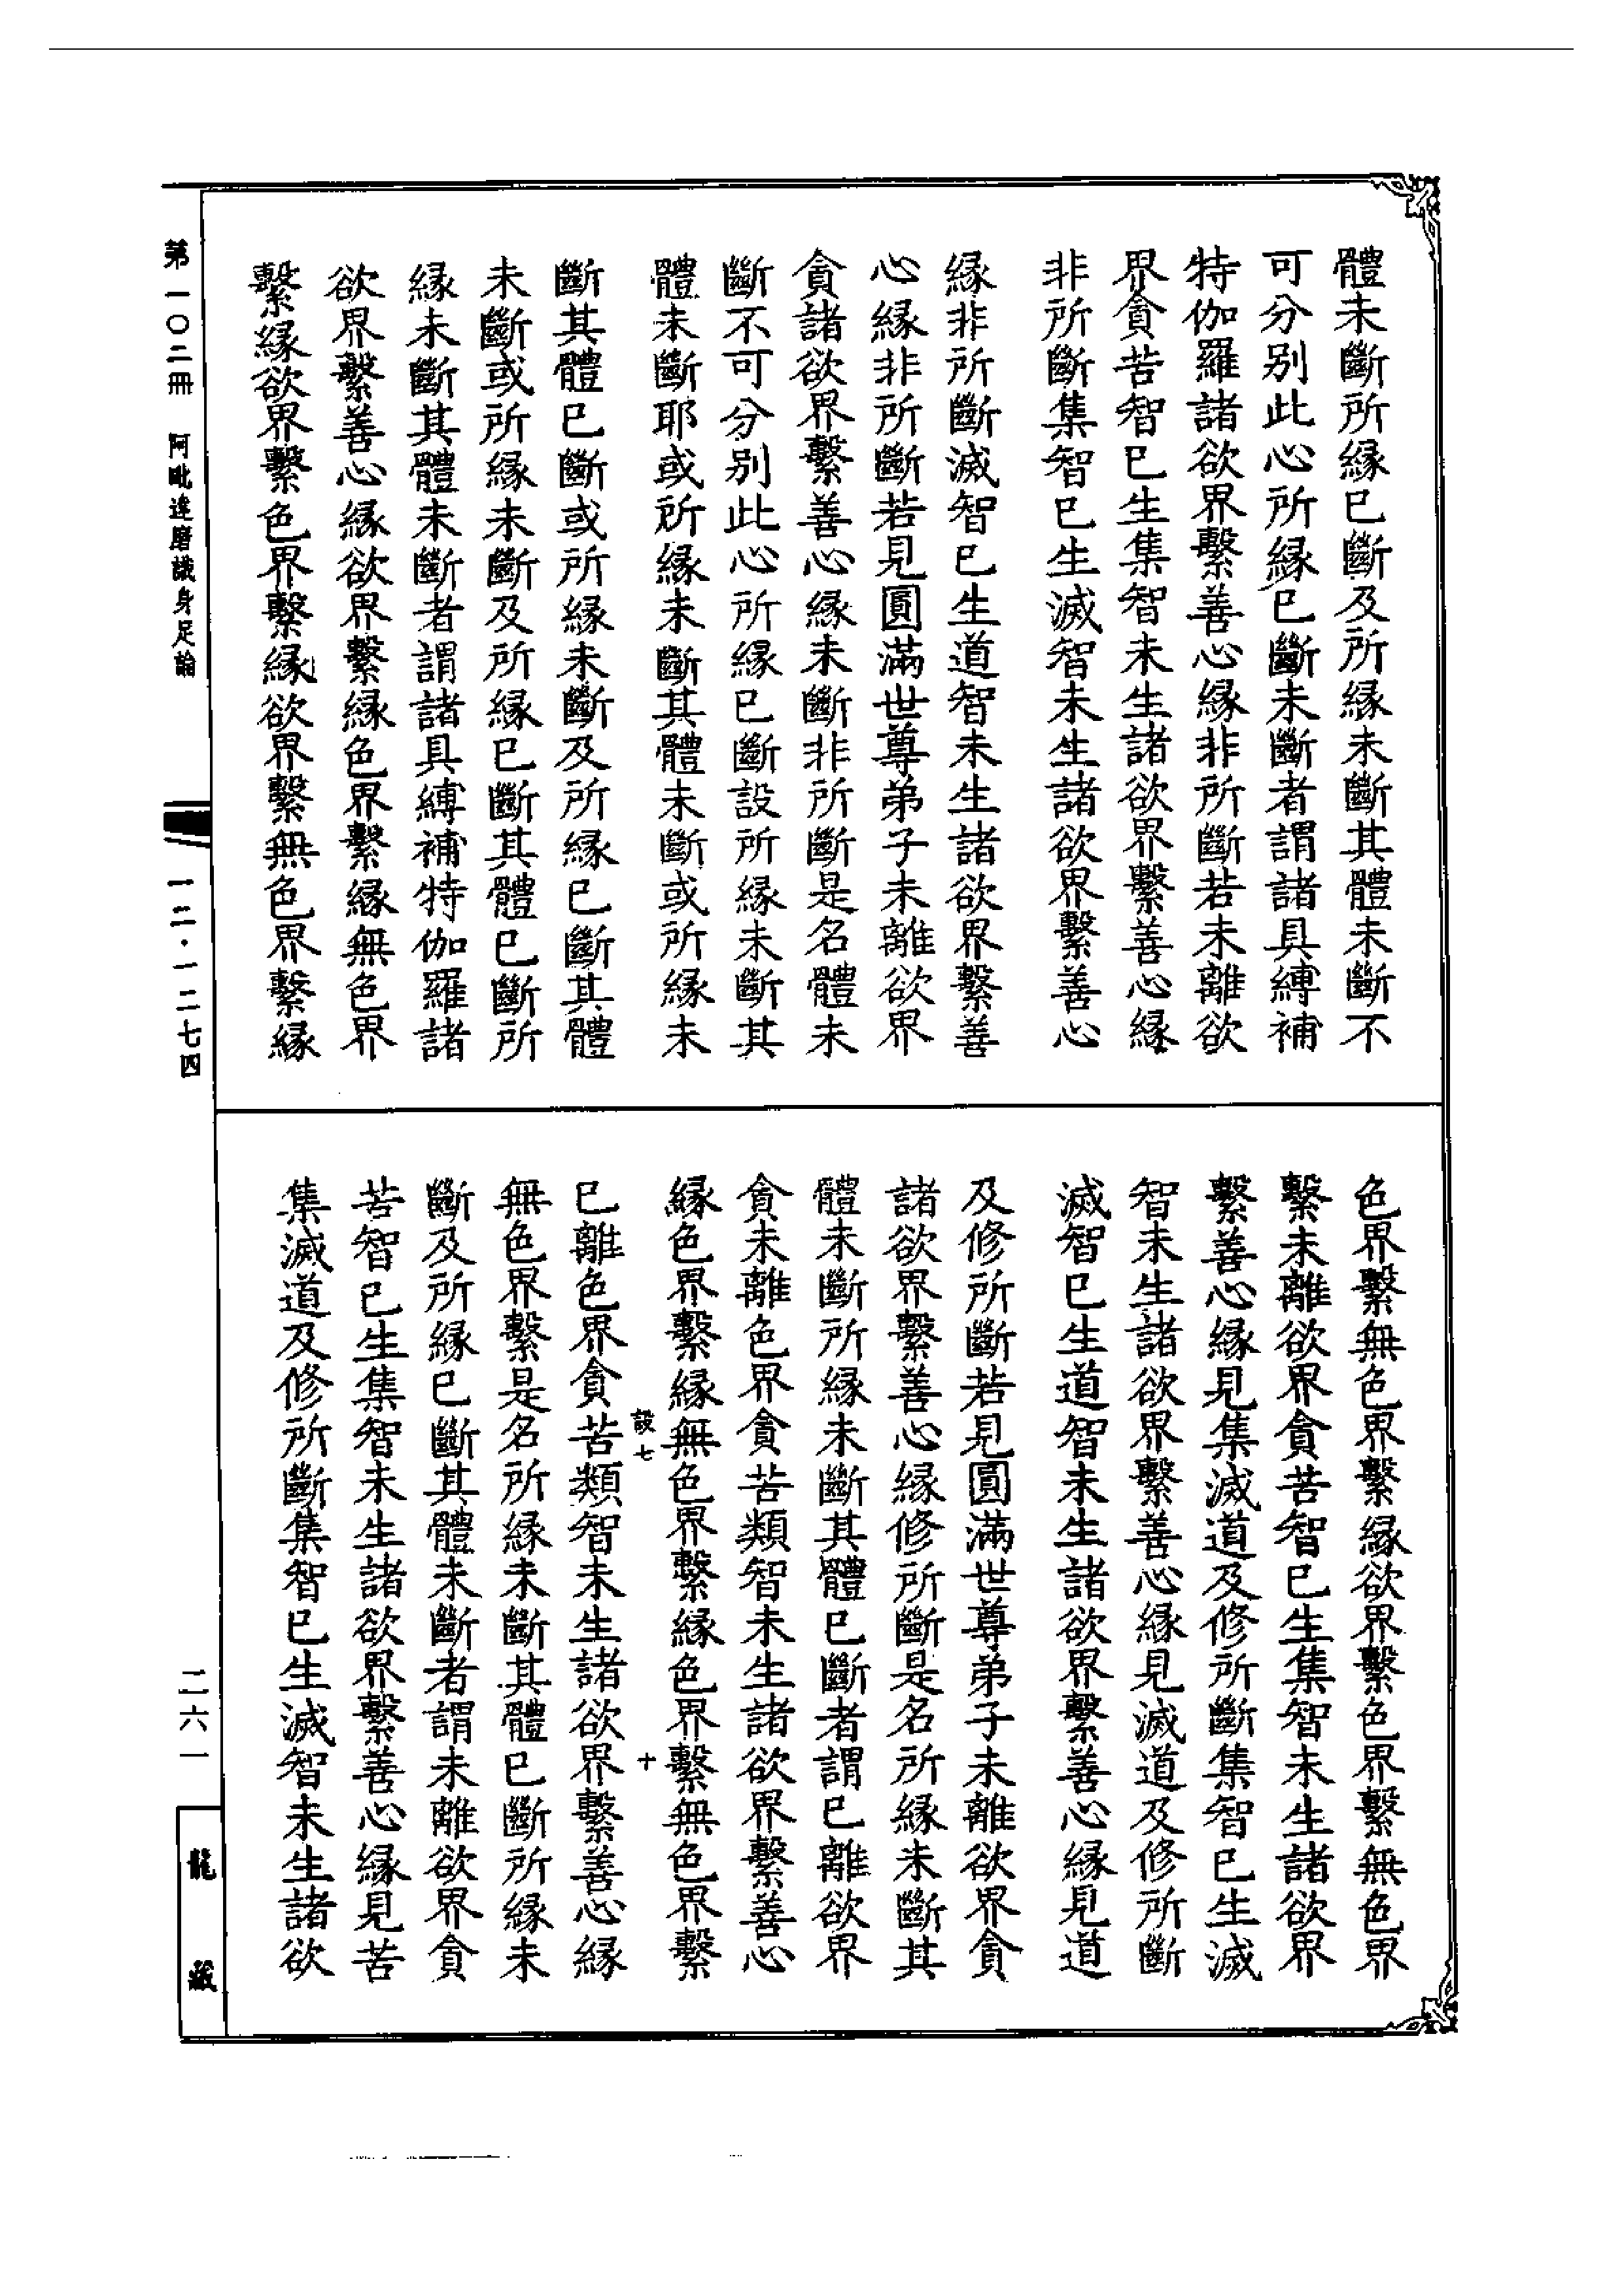 體未斷所緣已斷及所緣未斷其體未斷不
可分別此心所緣已斷未斷者謂諸具縛補
特伽羅諸欲界繫善心緣非所斷若未離欲
界貪苦智已生集智未生諸欲界繫善心緣
非所斷集智已生滅智未生諸欲界繫善心
緣非所斷滅智已生道智未生諸欲界繫善
心緣非所斷若見圓滿世尊弟子未離欲界
貪諸欲界繫善心緣未斷非所斷是名體未
斷不可分別此心所緣已斷設所緣未斷其
體未斷耶或所緣未斷其體未斷或所緣未
斷其體已斷或所緣未斷及所緣已斷其體
未斷或所緣未斷及所緣已斷其體已斷所
緣未斷其體未斷者謂諸具縛補特伽羅諸
欲界繫善心緣欲界繫緣色界繫緣無色界
繫緣欲界繫色界繫緣欲界繫無色界繫緣
色界繫無色界繫緣欲界繫色界繫無色界
繫未離欲界貪苦智已生集智未生諸欲界
繫善心緣見集滅道及修所斷集智已生滅
智未生諸欲界繫善心緣見滅道及修所斷
滅智已生道智未生諸欲界繫善心緣見道
及修所斷若見圓滿世尊弟子未離欲界貪
諸欲界繫善心緣修所斷是名所緣未斷其
體未斷所緣未斷其體已斷者謂已離欲界
貪未離色界貪苦類智未生諸欲界繫善心
緣色界繫緣無色界繫緣色界繫無色界繫
設七 十
已離色界貪苦類智未生諸欲界繫善心緣
無色界繫是名所緣未斷其體已斷所緣未
斷及所緣已斷其體未斷者謂未離欲界貪
苦智已生集智未生諸欲界繫善心緣見苦
集滅道及修所斷集智已生滅智未生諸欲
第一〇二冊 阿毗達磨識身足論
一二·一二七四
二六一
龍藏